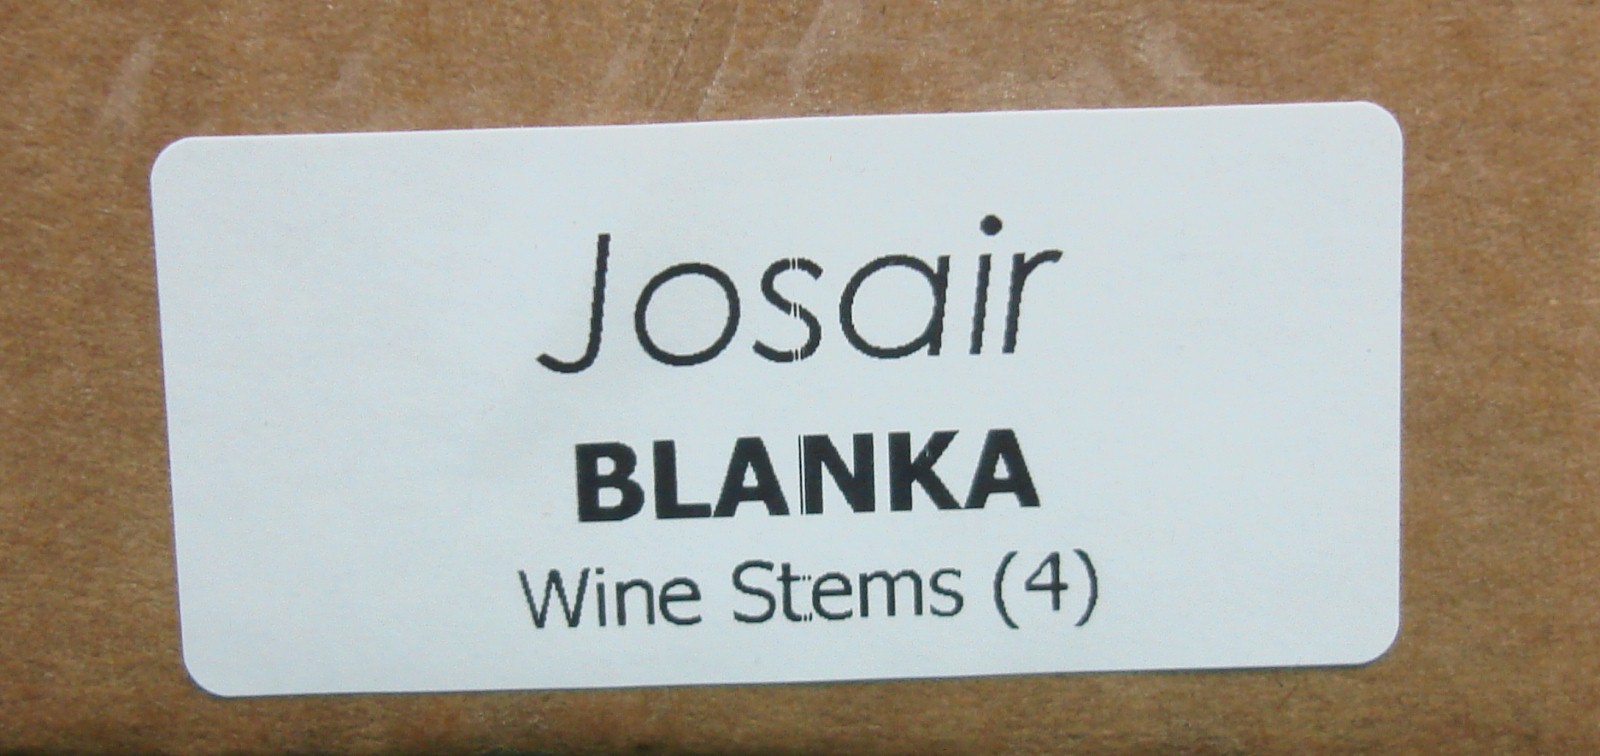 Josair
BLANKA
Wine Stems (4)